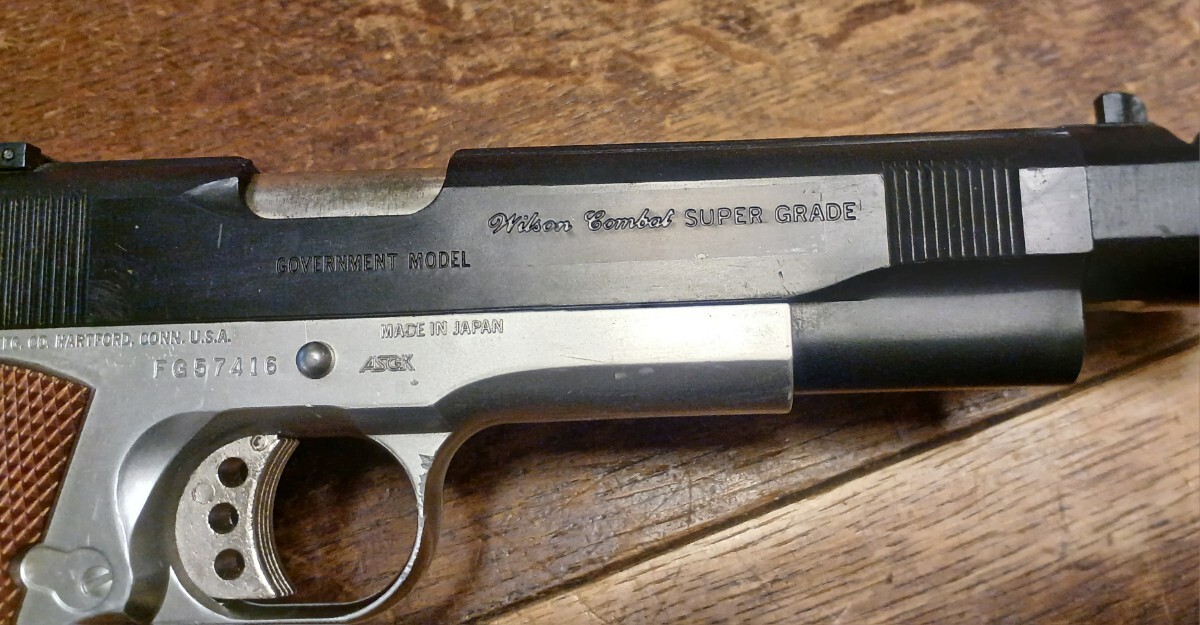 Wilson Combat SUPER GRADE
GOVERNMENT MODEL
MADE IN JAPAN
CO. HARTFORD, CONN. U.S.A.
FG57416
ASGK